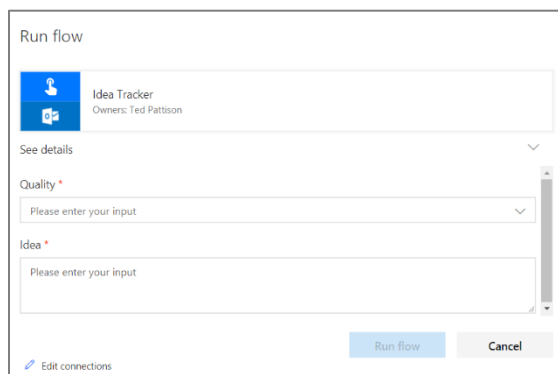 Run flow
Idea Tracker
Owners: Ted Pattison
See details
Quality *
Please enter your input
Idea *
Please enter your input
Run flow
Cancel
Edit connections